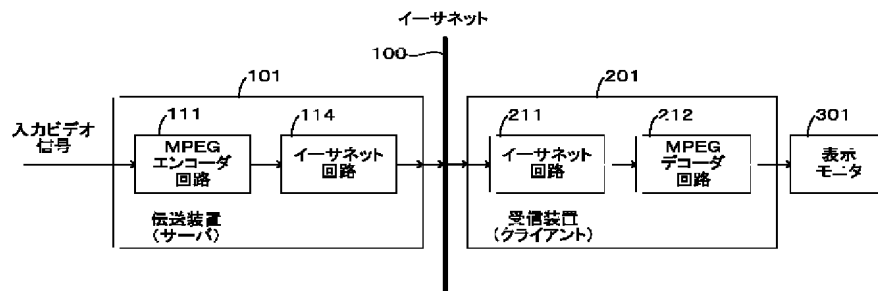 イーサネット
100
101
201
111
114
211
212
301
入力ビデオ
信号
MPEG
エンコーダ
回路
イーサネット
回路
イーサネット
回路
MPEG
デコーダ
回路
表示
モニタ
伝送装置
(サーバ)
受信装置
(クライアント)